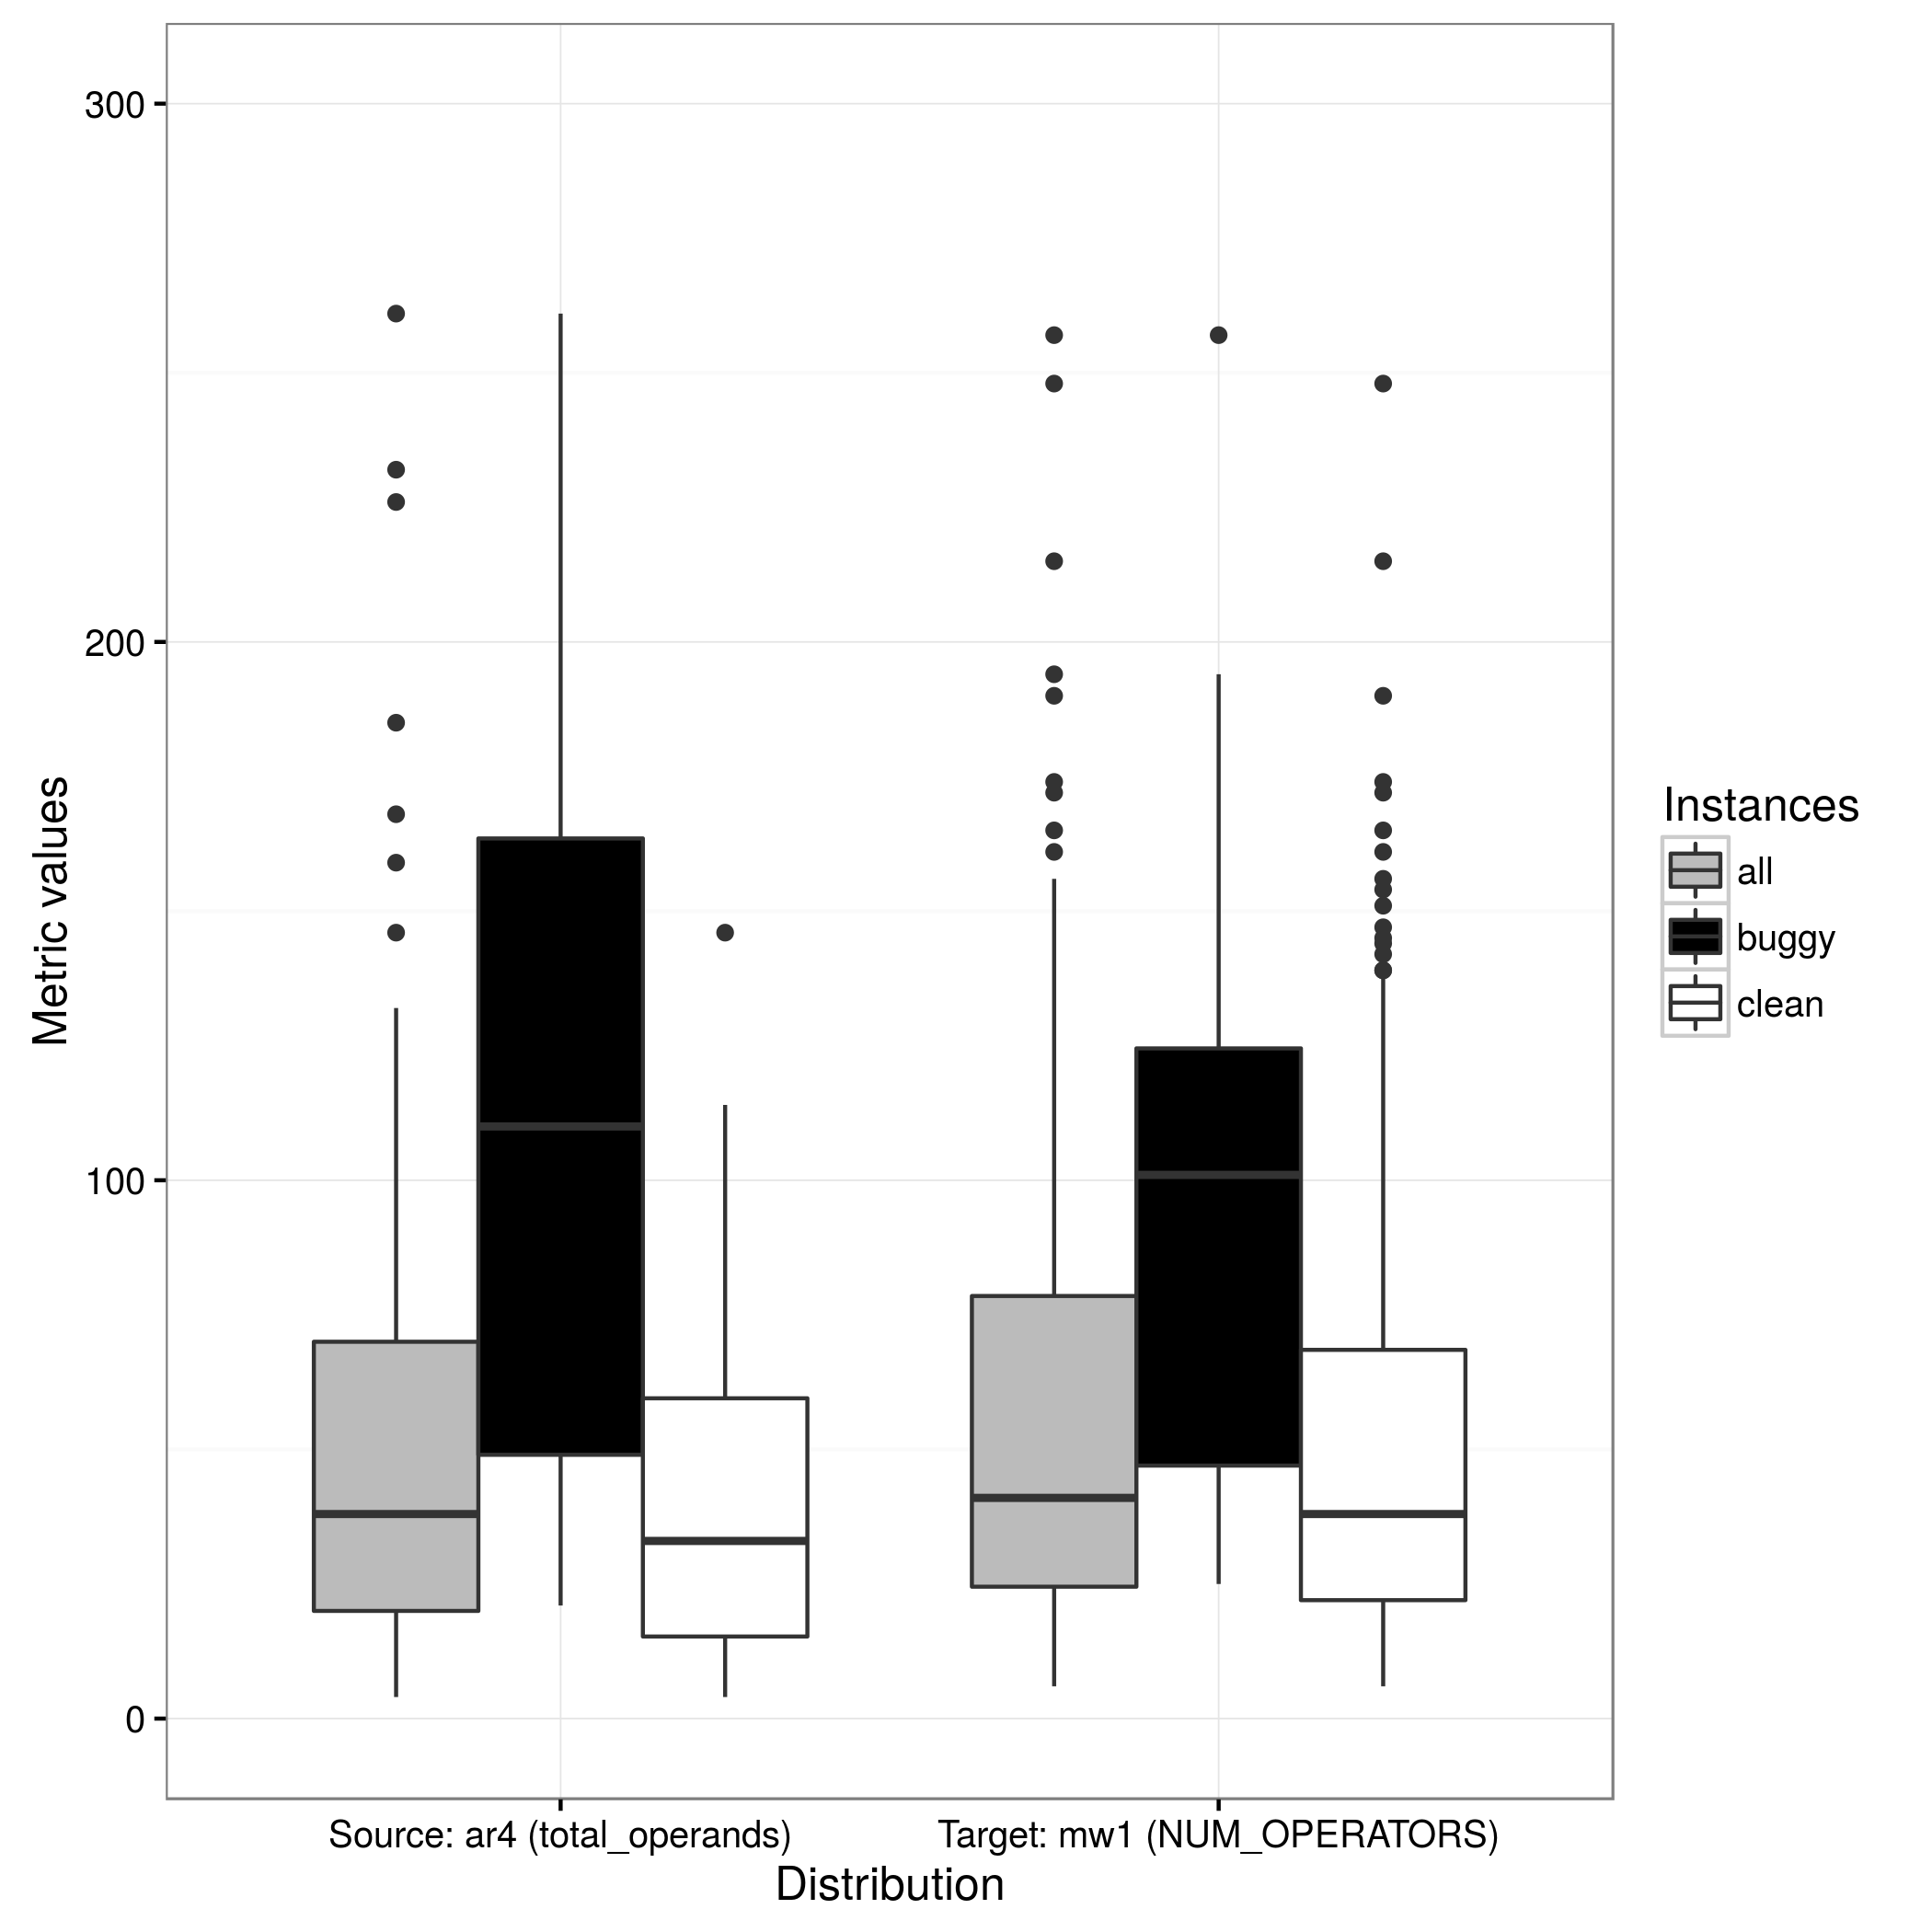 300
200
100
0
Metric values
Source: ar4 (total_operands)
Target: mw1 (NUM_OPERATORS)
Distribution
Instances
all
buggy
clean